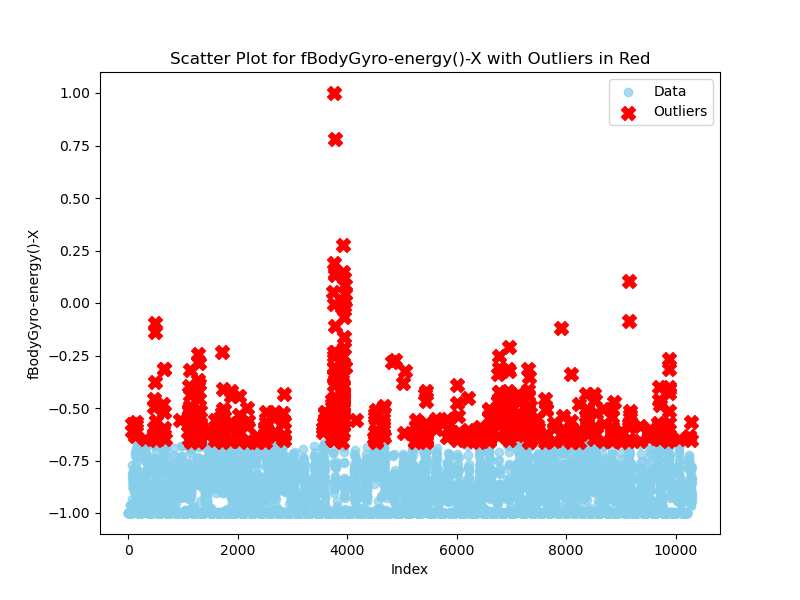 Scatter Plot for fBodyGyro-energy()-X with Outliers in Red
Data
Outliers
1.00
0.75
0.50
0.25
0.00
−0.25
−0.50
−0.75
−1.00
fBodyGyro-energy()-X
0 2000 4000 6000 8000 10000
Index